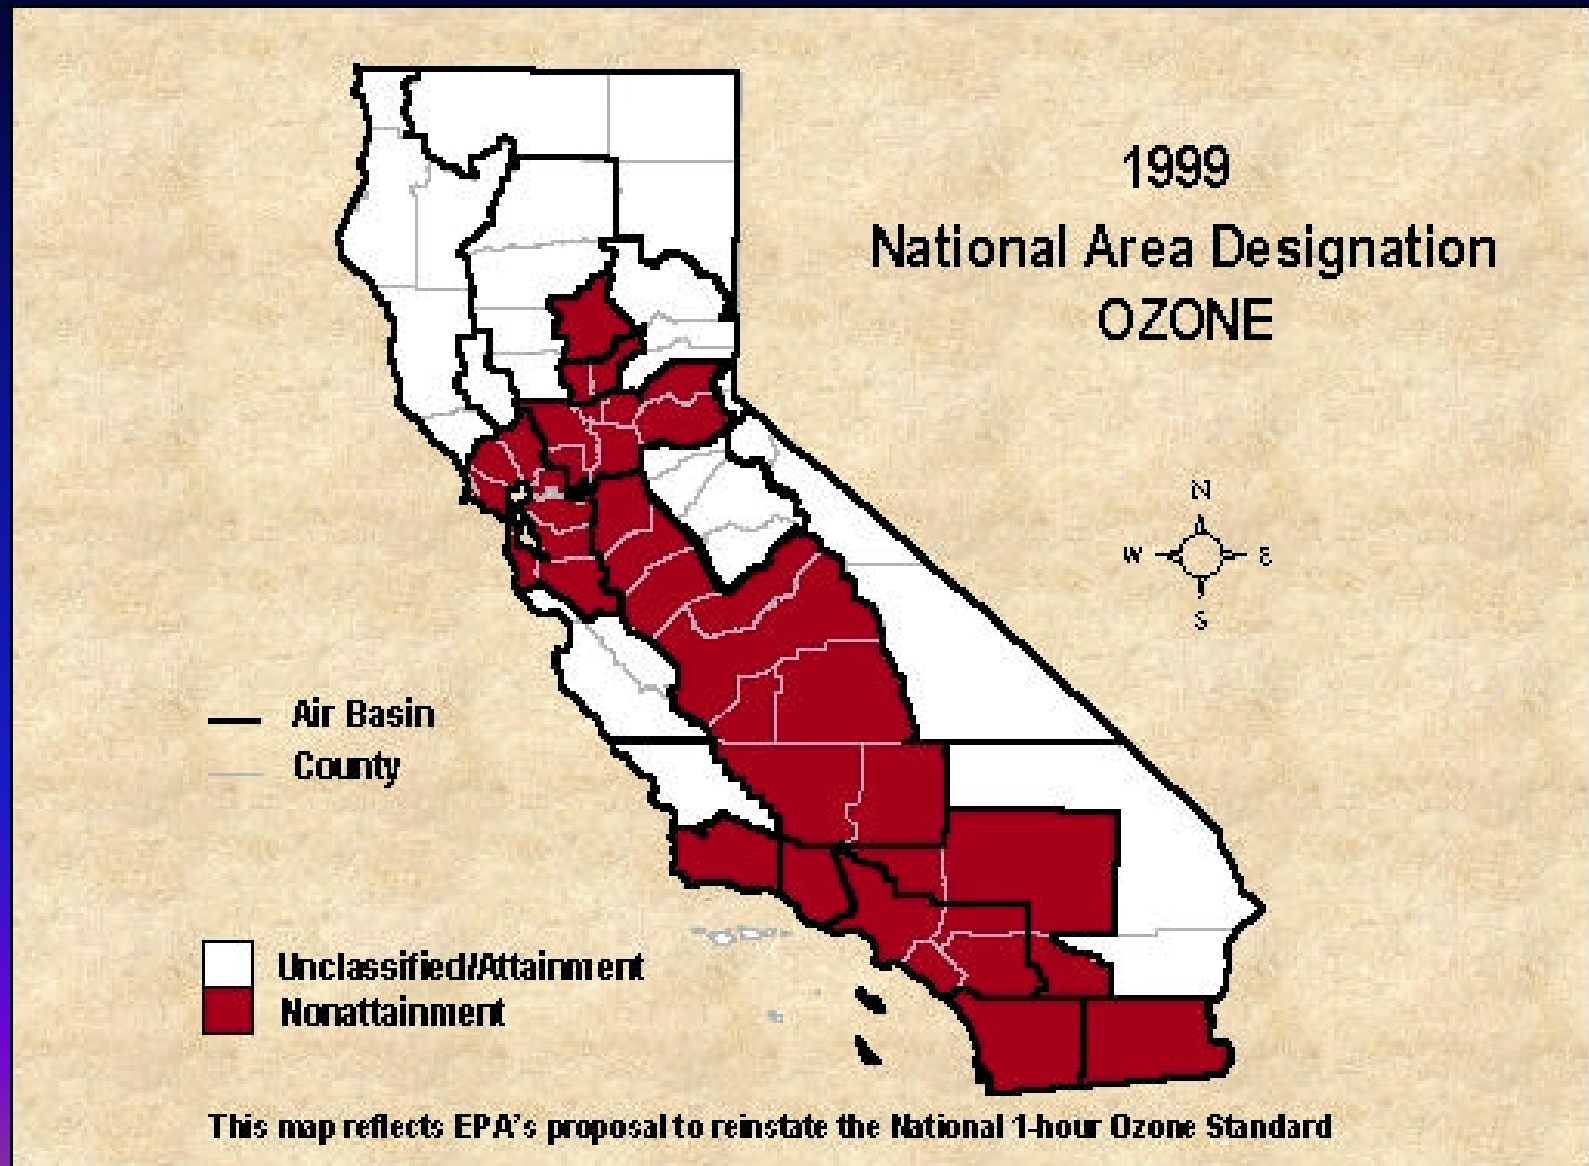 1999
National Area Designation
OZONE
N
W
E
S
Air Basin
County
Unclassified/Attainment
Nonattainment
This map reflects EPA's proposal to reinstate the National 1-hour Ozone Standard